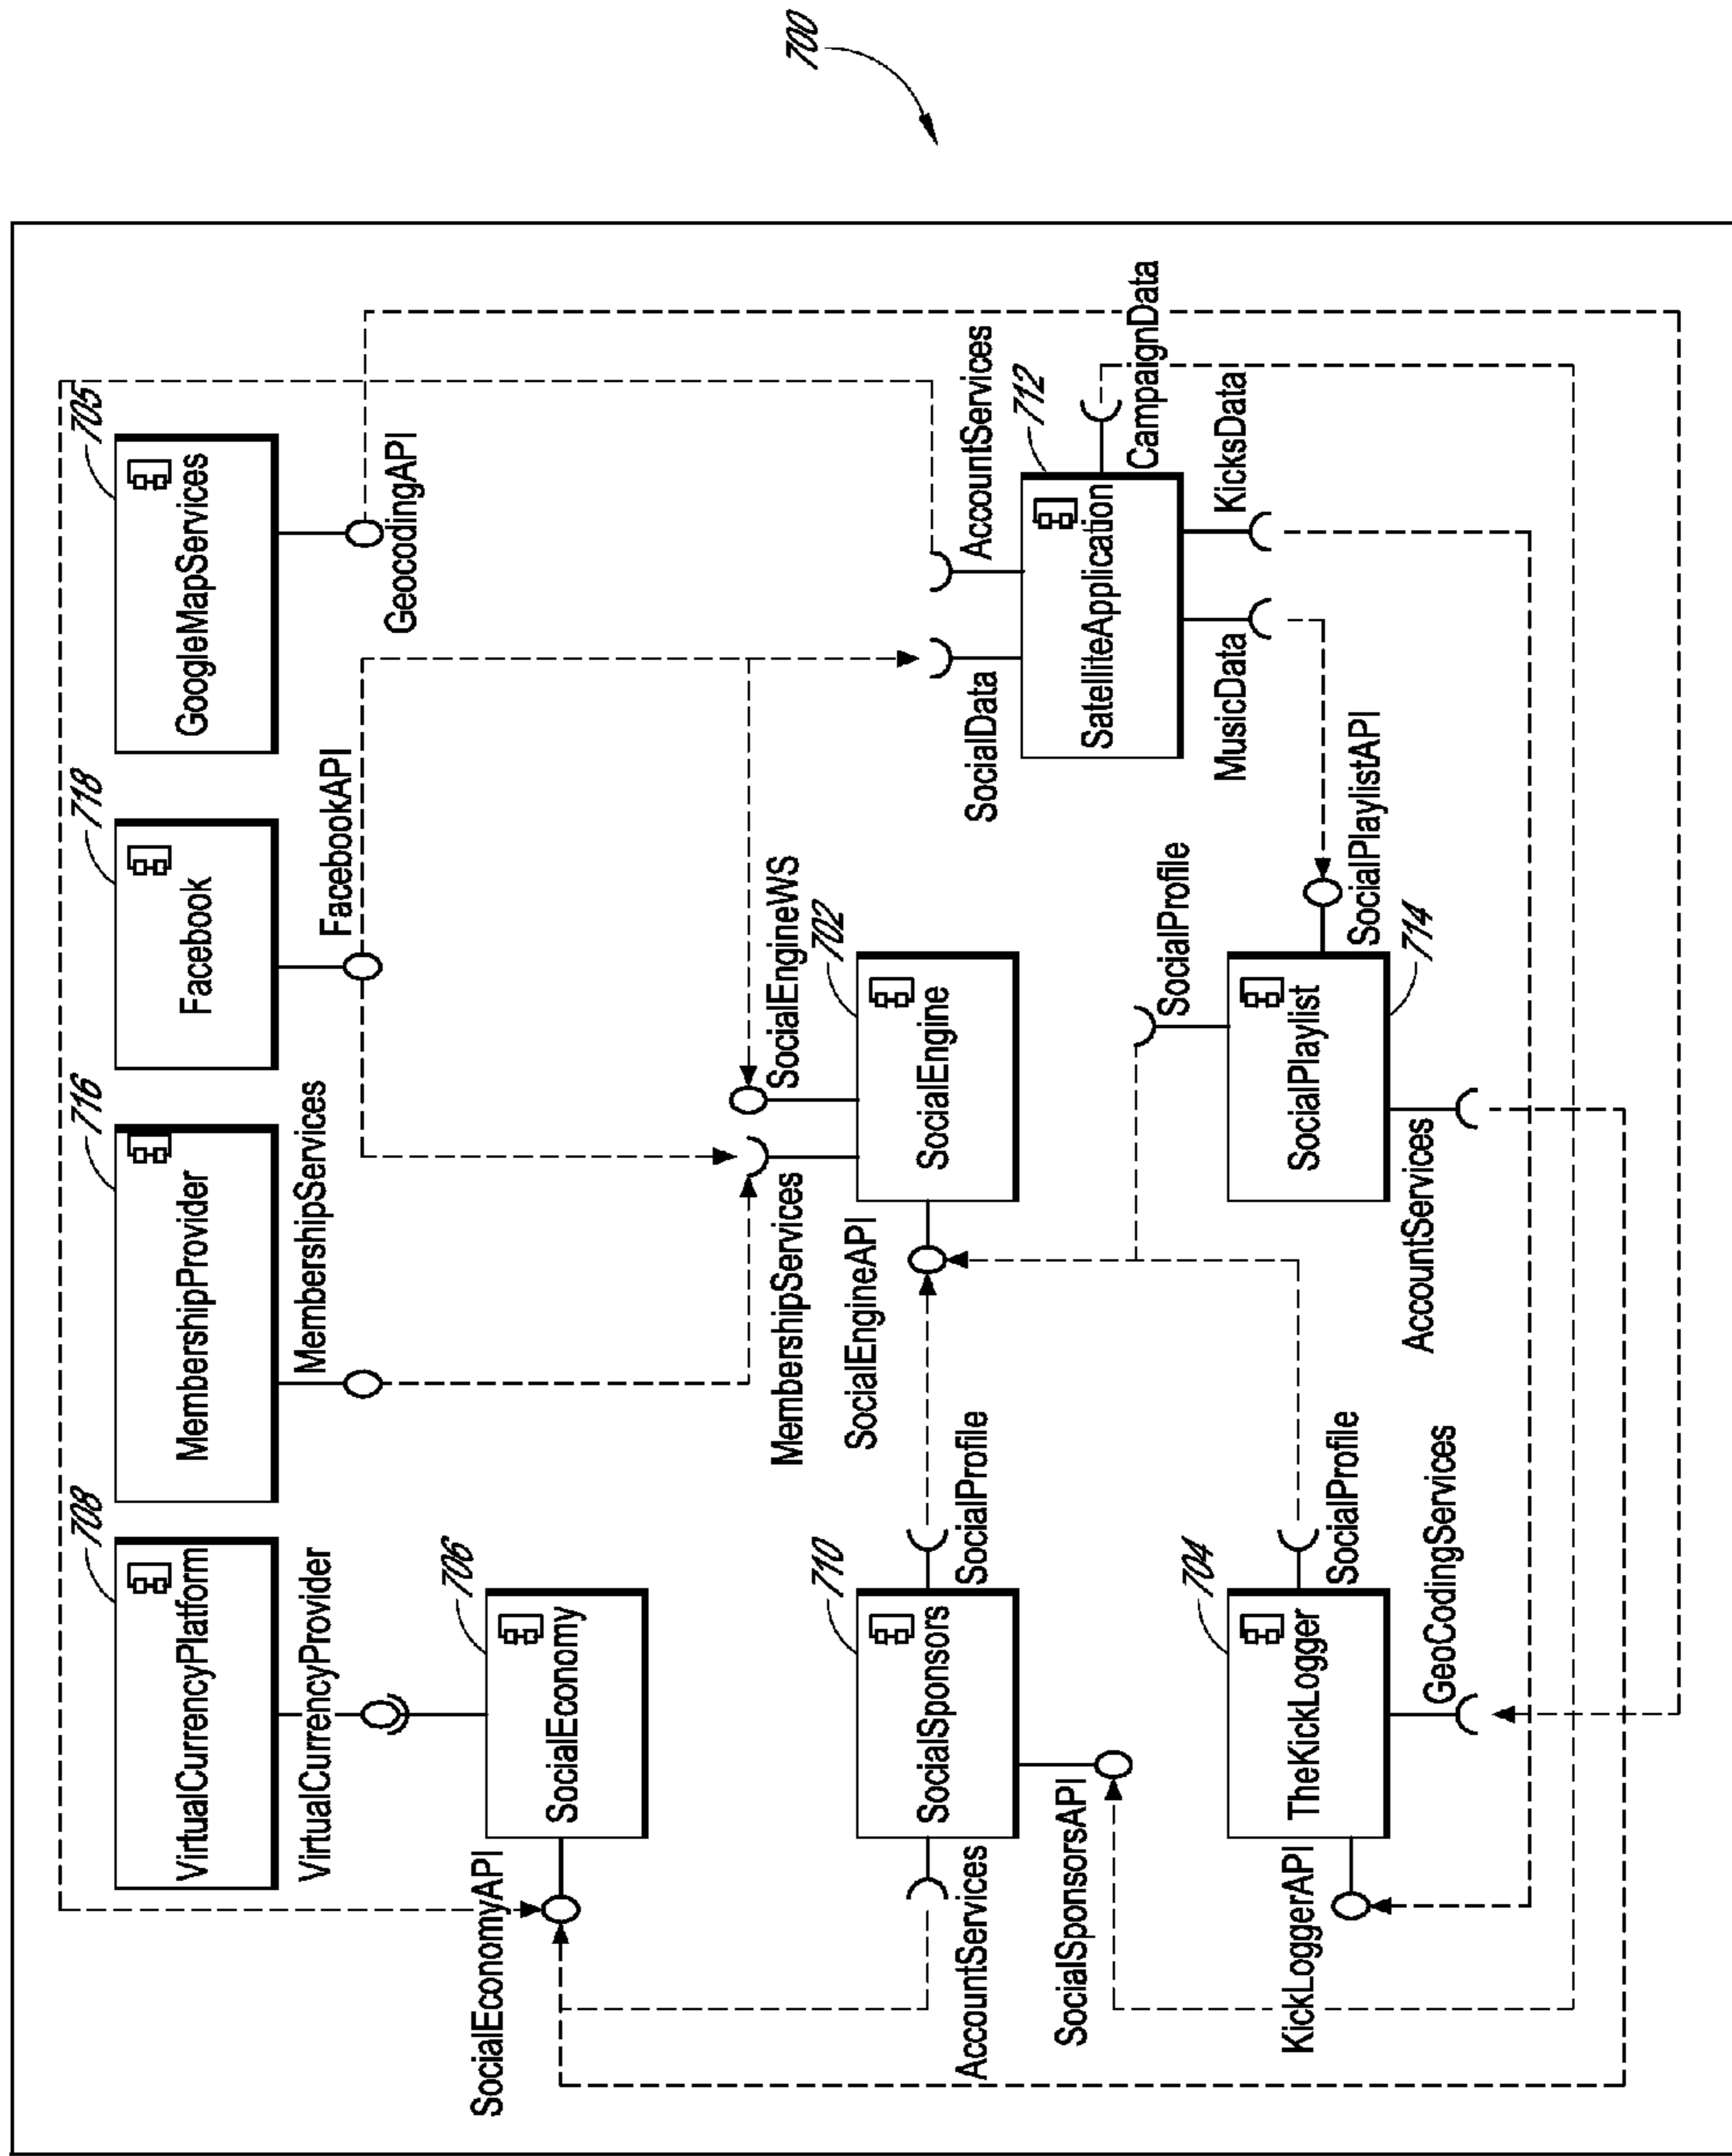 700
708
VirtualCurrencyPlatform
VirtualCurrencyProvider
716
MembershipProvider
MembershipServices
718
Facebook
FacebookAPI
705
GoogleMapServices
GeocodingAPI
SocialEconomyAPI
706
SocialEconomy
MembershipServices
SocialEngineWS
SocialData
AccountServices
SocialEngineAPI
702
SocialEngine
712
SatelliteApplication
CampaignData
MusicData
KicksData
AccountServices
710
SocialSponsors
SocialProfile
SocialSponsorsAPI
SocialProfile
KickLoggerAPI
704
TheKickLogger
SocialProfile
GeoCodingServices
SocialPlaylist
SocialPlaylistAPI
714
AccountServices